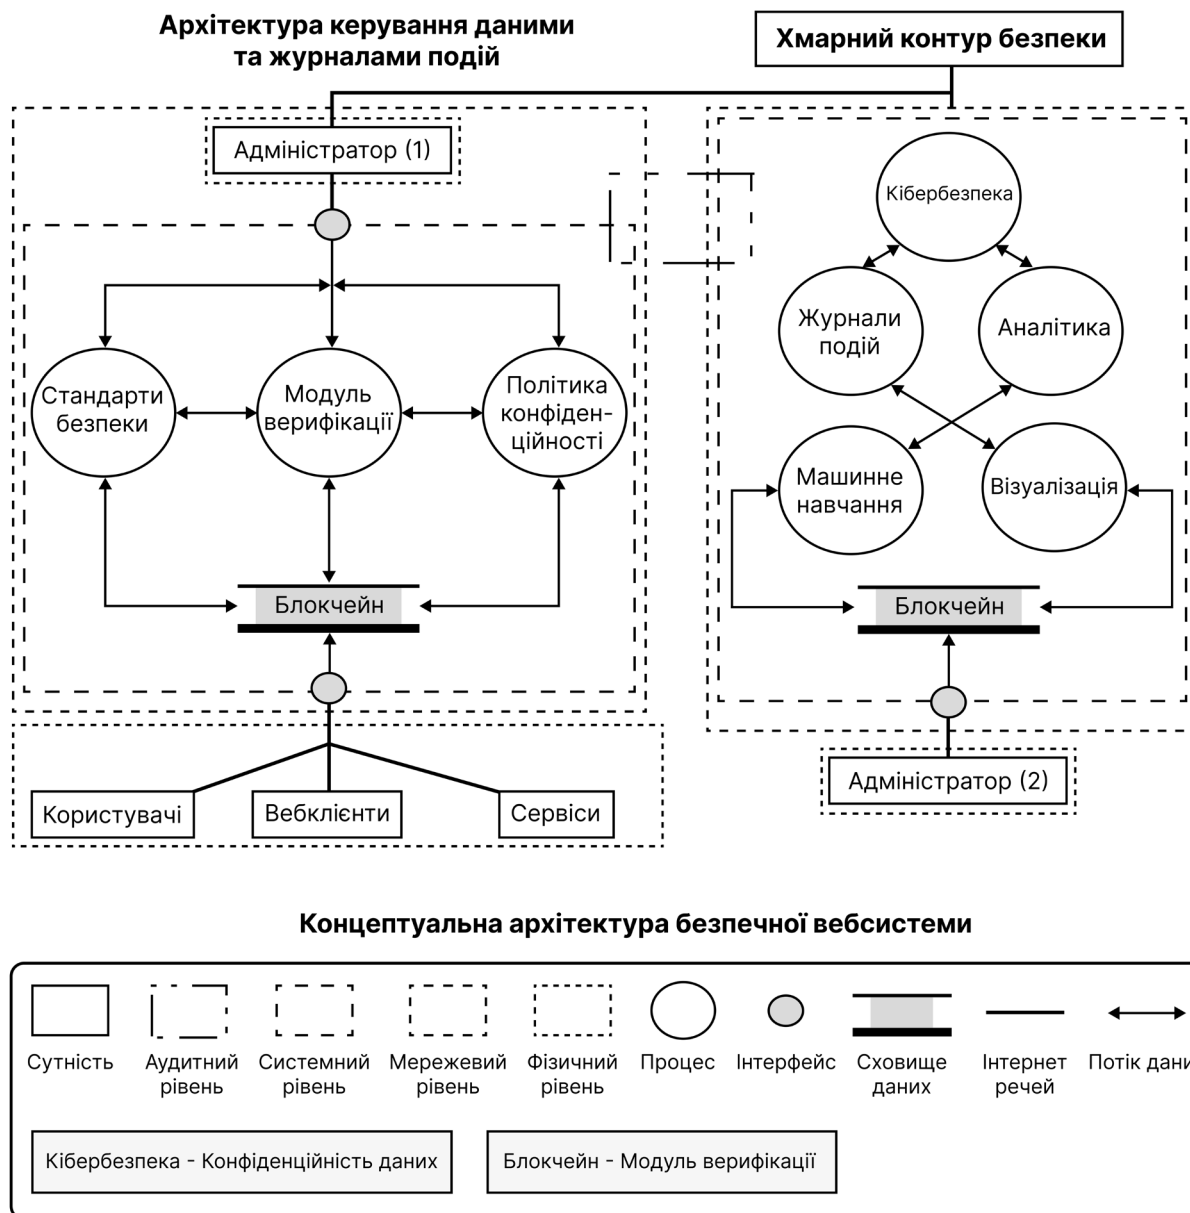 Архітектура керування даними
та журналами подій
Хмарний контур безпеки
Адміністратор (1)
Кібербезпека
Журнали
подій
Аналітика
Стандарти
безпеки
Модуль
верифікації
Політика
конфіден-
ційності
Машинне
навчання
Візуалізація
Блокчейн
Блокчейн
Адміністратор (2)
Користувачі
Вебклієнти
Сервіси
Концептуальна архітектура безпечної вебсистеми
Сутність
Аудитний
рівень
Системний
рівень
Мережевий
рівень
Фізичний
рівень
Процес
Інтерфейс
Сховище
даних
Інтернет
речей
Потік дани
Кібербезпека - Конфіденційність даних
Блокчейн - Модуль верифікації